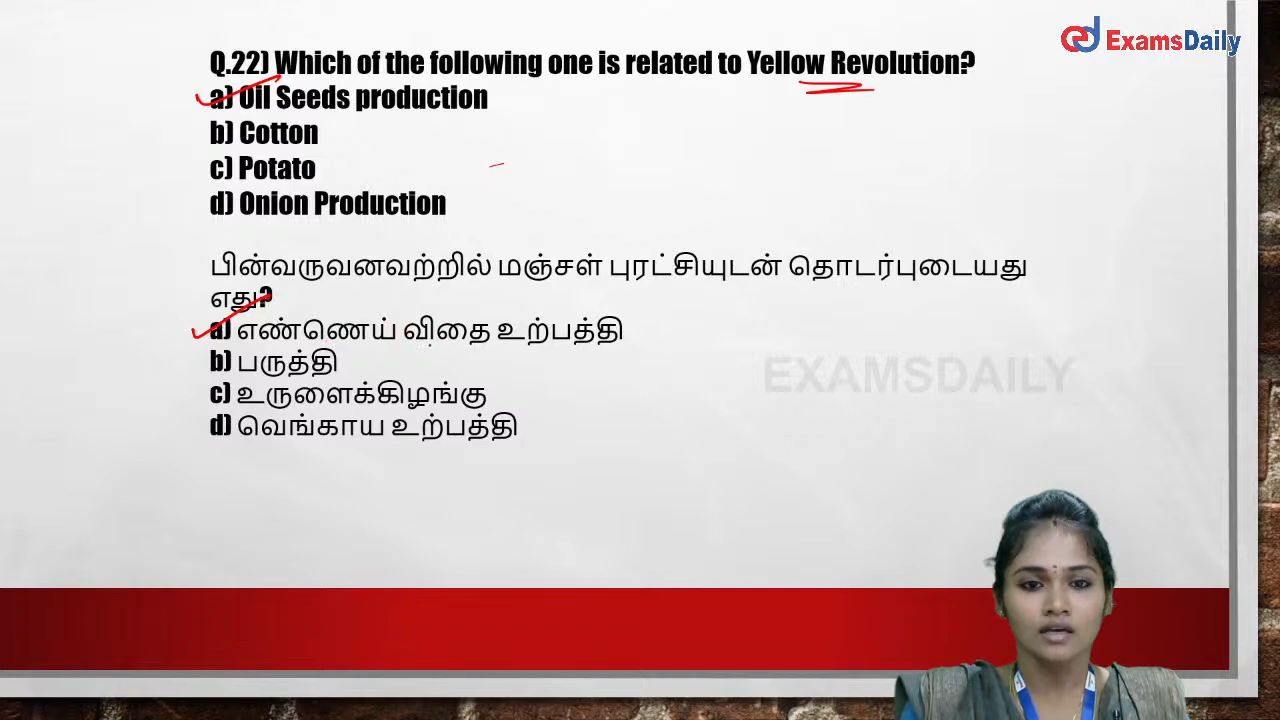 ExamsDaily
Q.22) Which of the following one is related to Yellow Revolution?
a) Oil Seeds production
b) Cotton
c) Potato
d) Onion Production
பின்வருவனவற்றில் மஞ்சள் புரட்சியுடன் தொடர்புடையது
எது?
a) எண்ணெய் விதை உற்பத்தி
b) பருத்தி
c) உருளைக்கிழங்கு
d) வெங்காய உற்பத்தி
EXAMSDAILY